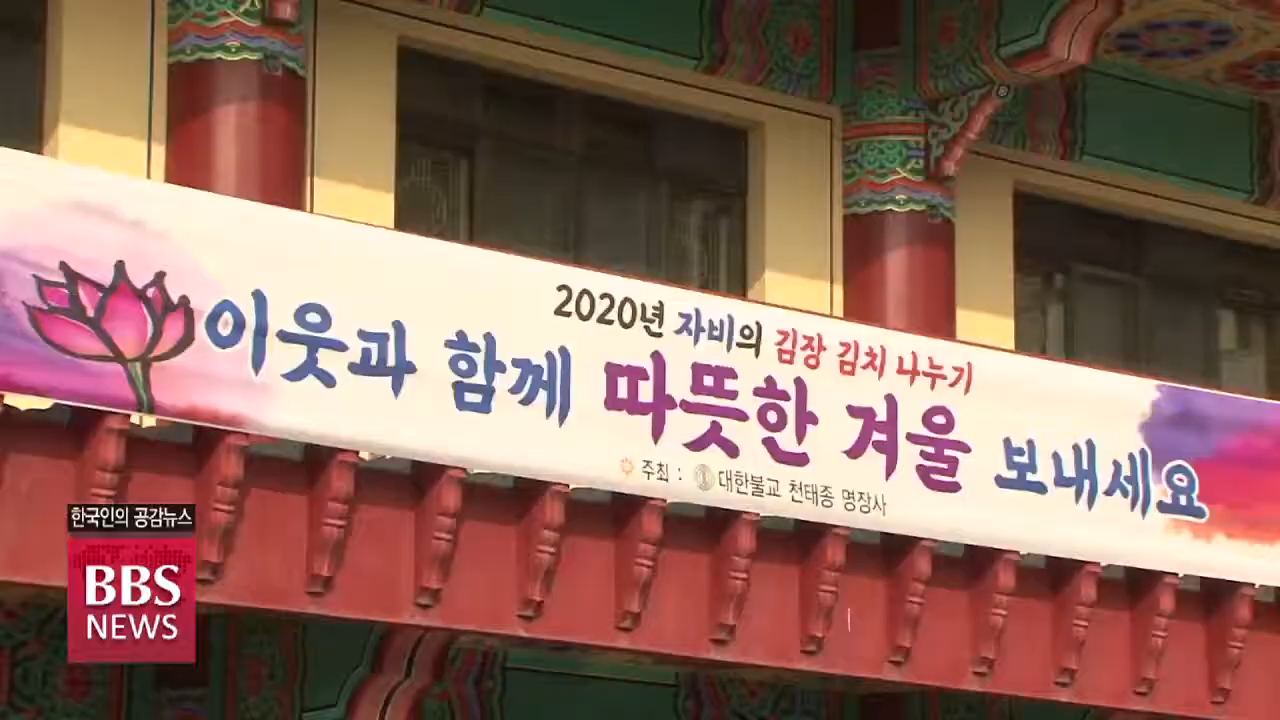 2020년 자비의 김장 김치 나누기
이웃과 함께 따뜻한 겨울 보내세요
주최 : 대한불교 천태종 명장사
한국인의 공감뉴스
BBS
NEWS